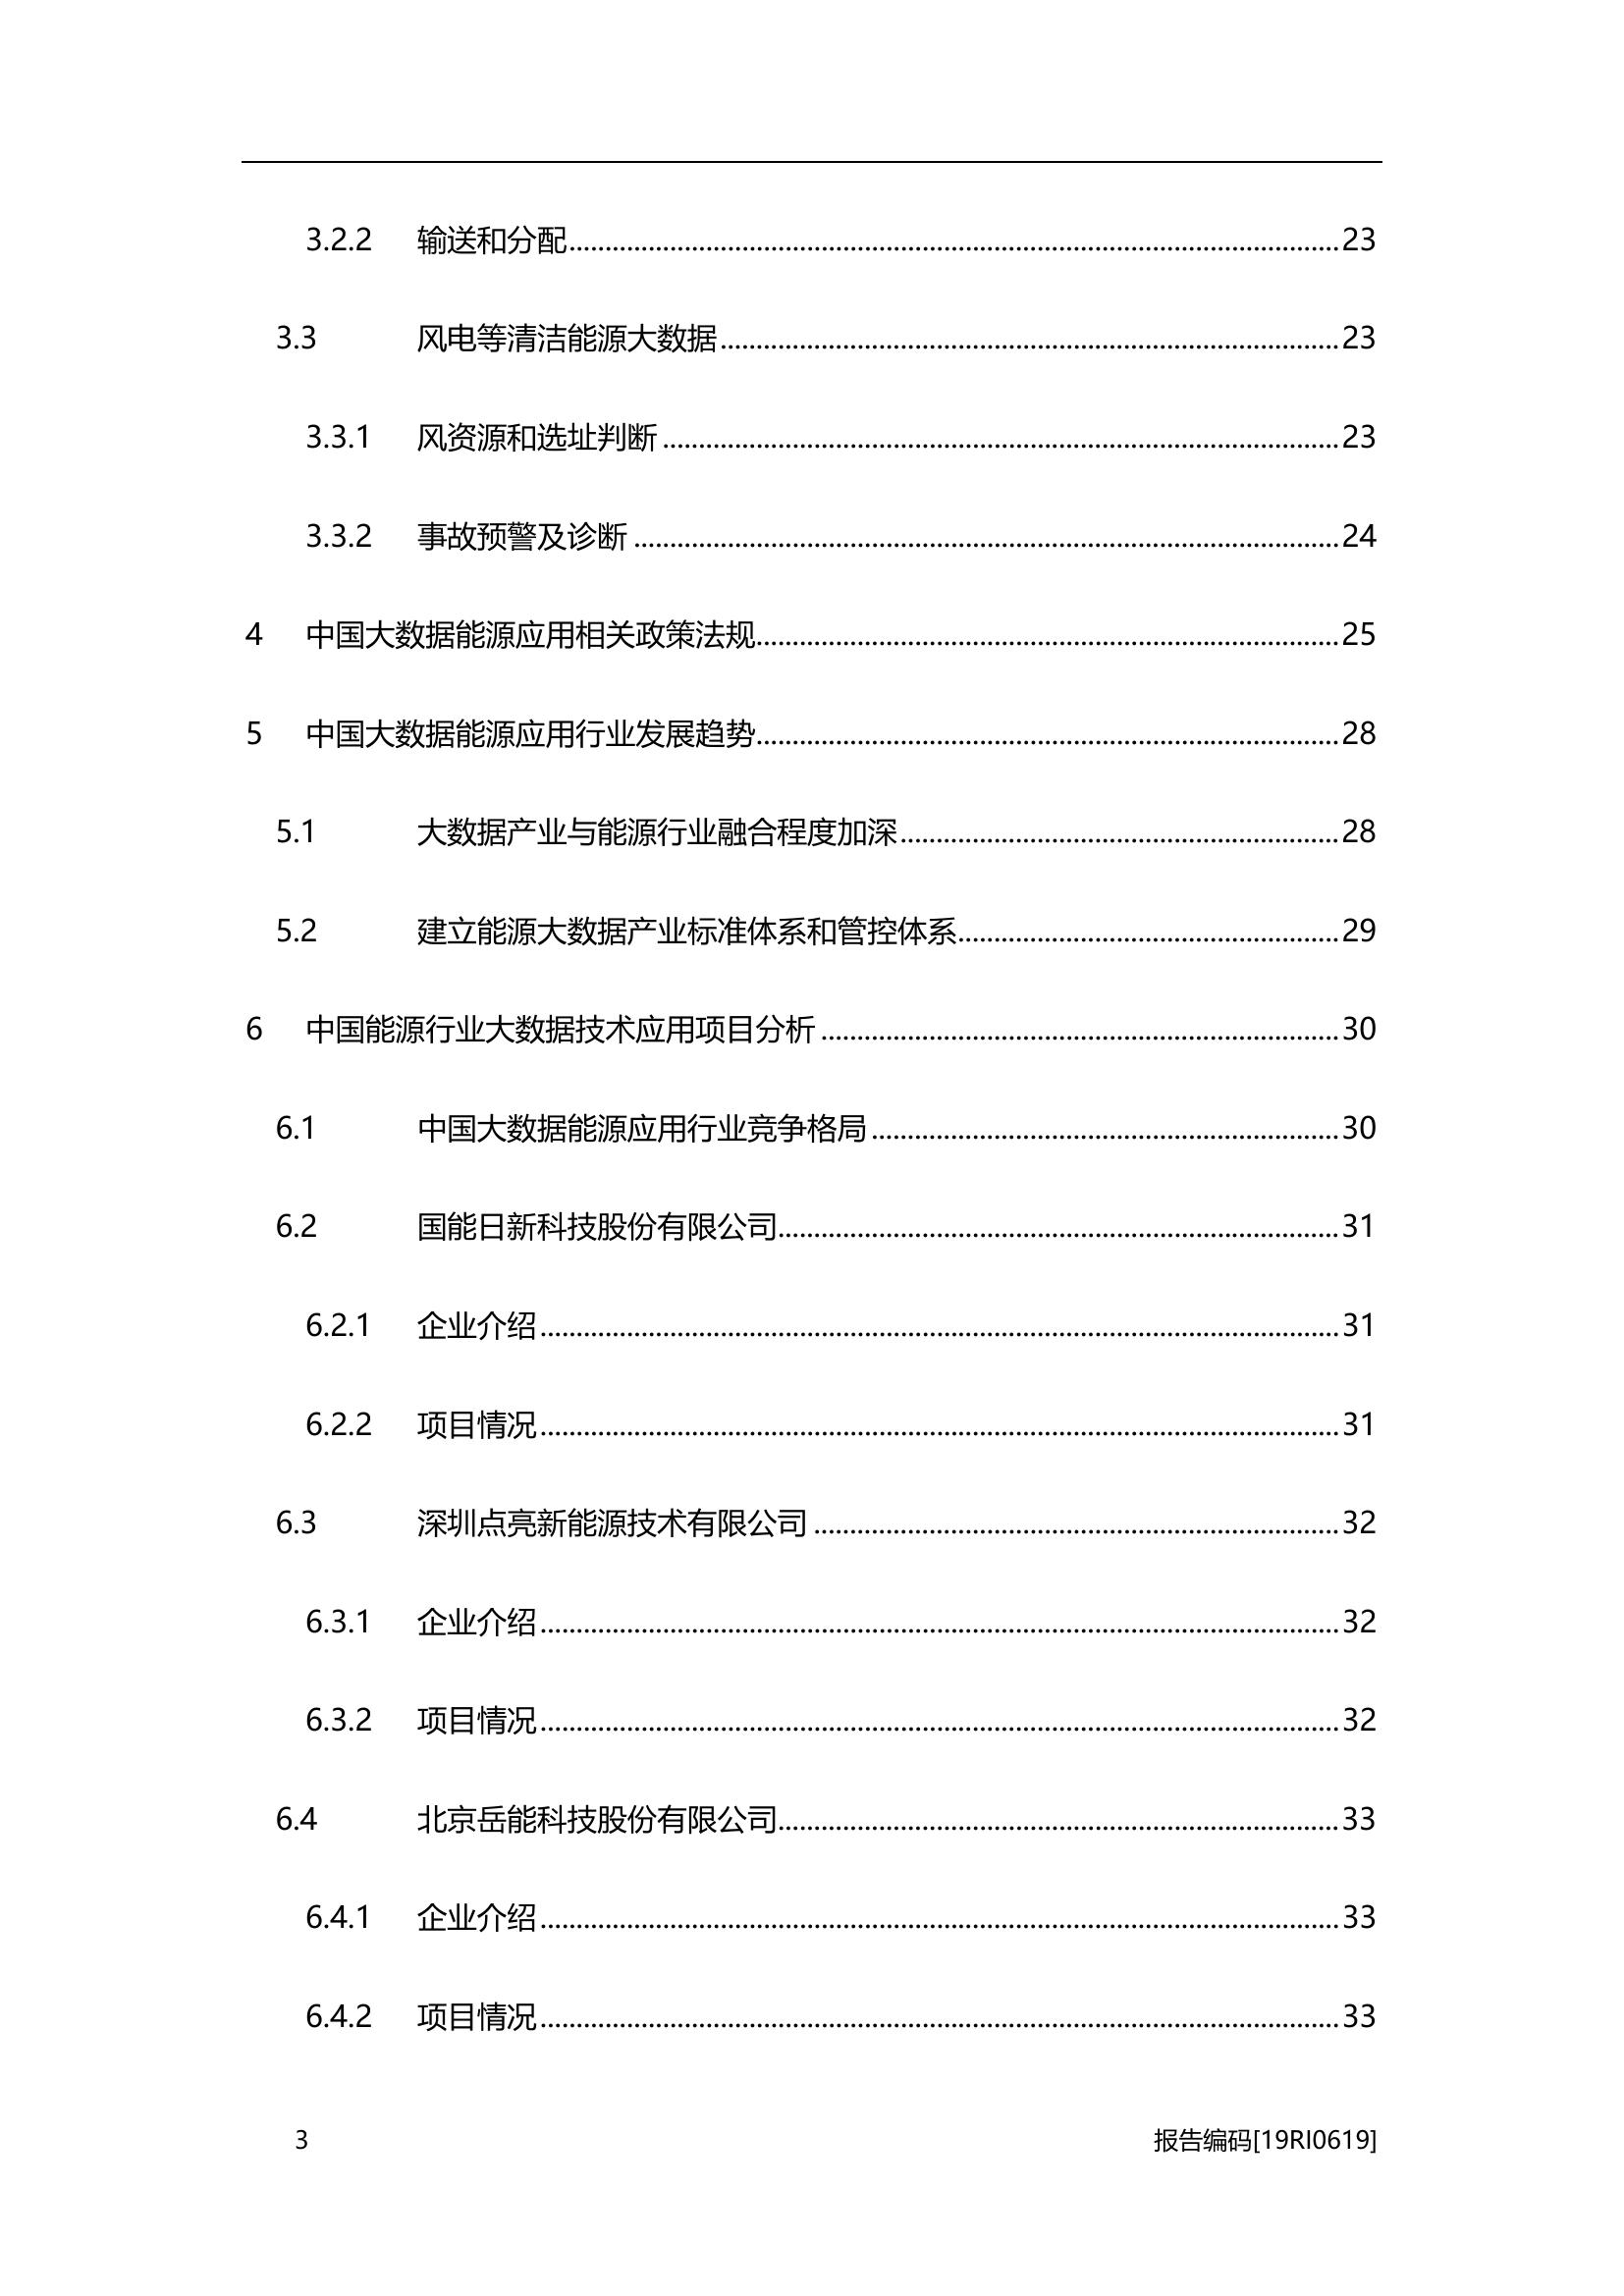 3.2.2 输送和分配 23
3.3 风电等清洁能源大数据 23
3.3.1 风资源和选址判断 23
3.3.2 事故预警及诊断 24
4 中国大数据能源应用相关政策法规 25
5 中国大数据能源应用行业发展趋势 28
5.1 大数据产业与能源行业融合程度加深 28
5.2 建立能源大数据产业标准体系和管控体系 29
6 中国能源行业大数据技术应用项目分析 30
6.1 中国大数据能源应用行业竞争格局 30
6.2 国能日新科技股份有限公司 31
6.2.1 企业介绍 31
6.2.2 项目情况 31
6.3 深圳点亮新能源技术有限公司 32
6.3.1 企业介绍 32
6.3.2 项目情况 32
6.4 北京岳能科技股份有限公司 33
6.4.1 企业介绍 33
6.4.2 项目情况 33
3 报告编码[19RI0619]